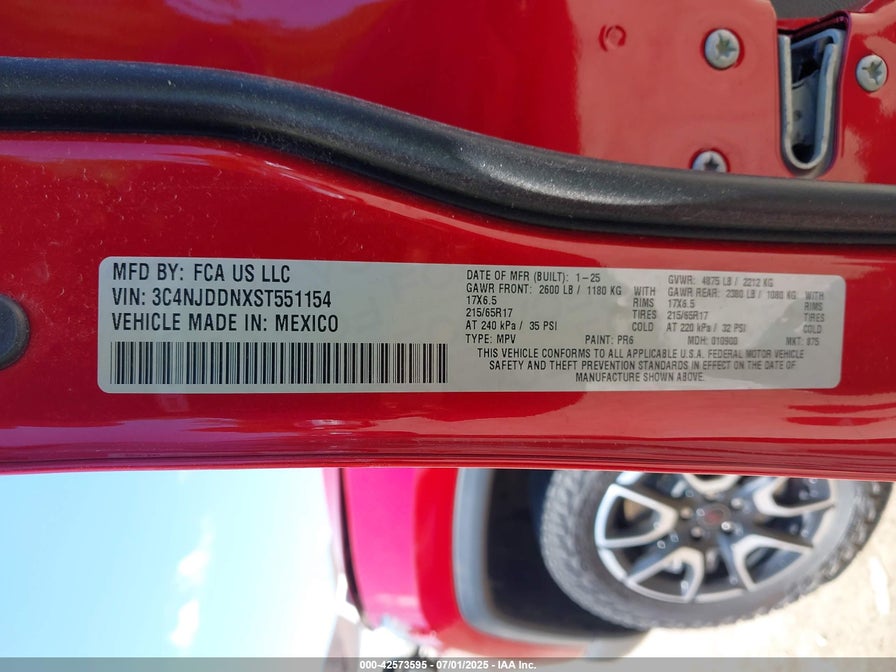 MFD BY: FCA US LLC
VIN: 3C4NJDDNXST551154
VEHICLE MADE IN: MEXICO
DATE OF MFR (BUILT): 1-25 GVWR: 4875 LB / 2212 KG
GAWR FRONT: 2600 LB / 1180 KG WITH GAWR REAR: 2380 LB / 1080 KG WITH
17X6.5 RIMS 17X6.5 RIMS
215/65R17 TIRES 215/65R17 TIRES
AT 240 kPa / 35 PSI COLD AT 220 kPa / 32 PSI COLD
TYPE: MPV PAINT: PR6 MDH: 010900 MKT: 875
THIS VEHICLE CONFORMS TO ALL APPLICABLE U.S.A. FEDERAL MOTOR VEHICLE
SAFETY AND THEFT PREVENTION STANDARDS IN EFFECT ON THE DATE OF
MANUFACTURE SHOWN ABOVE.
000-42573595 - 07/01/2025 - IAA Inc.